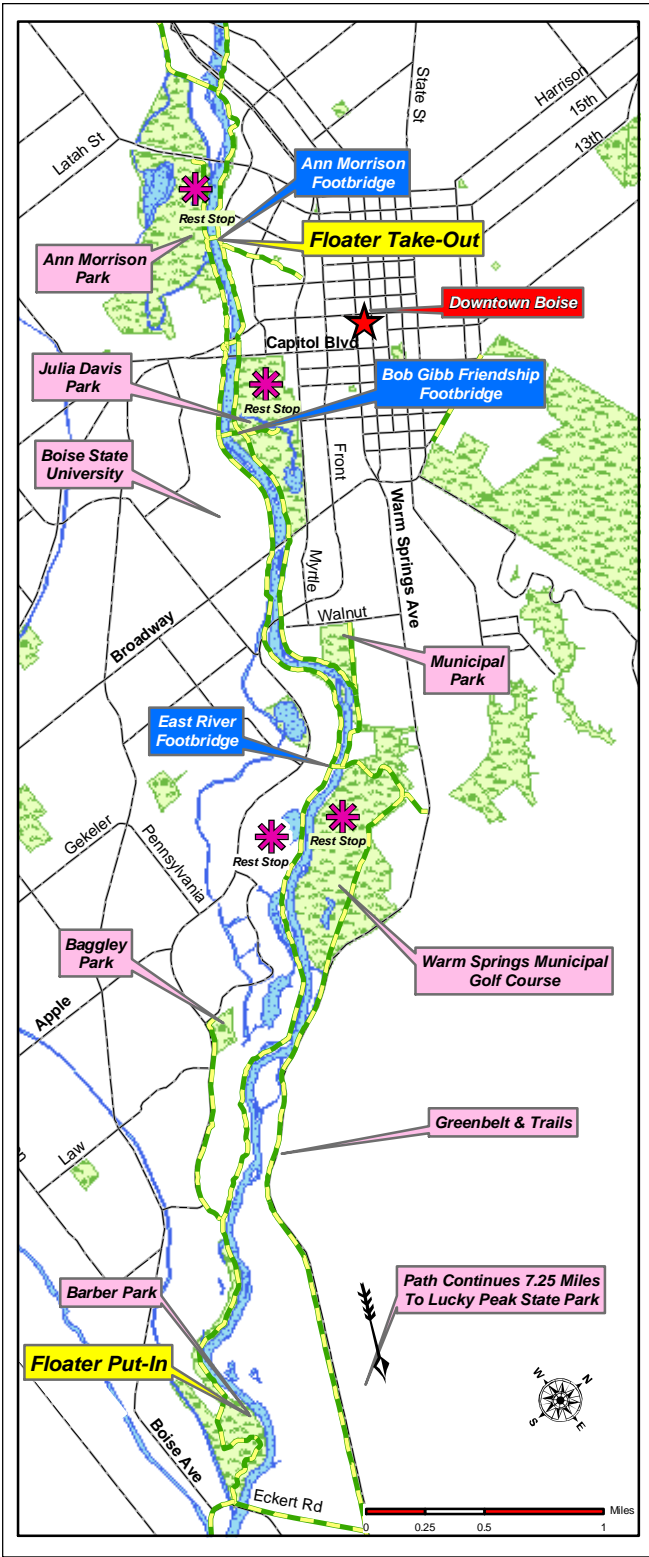 State St
Harrison
15th
13th
Latah St
Ann Morrison
Footbridge
Rest Stop
Floater Take-Out
Ann Morrison
Park
Downtown Boise
Capitol Blvd
Julia Davis
Park
Bob Gibb Friendship
Footbridge
Rest Stop
Boise State
University
Front
Warm Springs Ave
Myrtle
Walnut
Broadway
Municipal
Park
East River
Footbridge
Gekeler
Pennsylvania
Rest Stop
Rest Stop
Baggley
Park
Warm Springs Municipal
Golf Course
Apple
Greenbelt & Trails
Law
Barber Park
Path Continues 7.25 Miles
To Lucky Peak State Park
Floater Put-In
W N
S E
Boise Ave
Eckert Rd
Miles
0 0.25 0.5 1